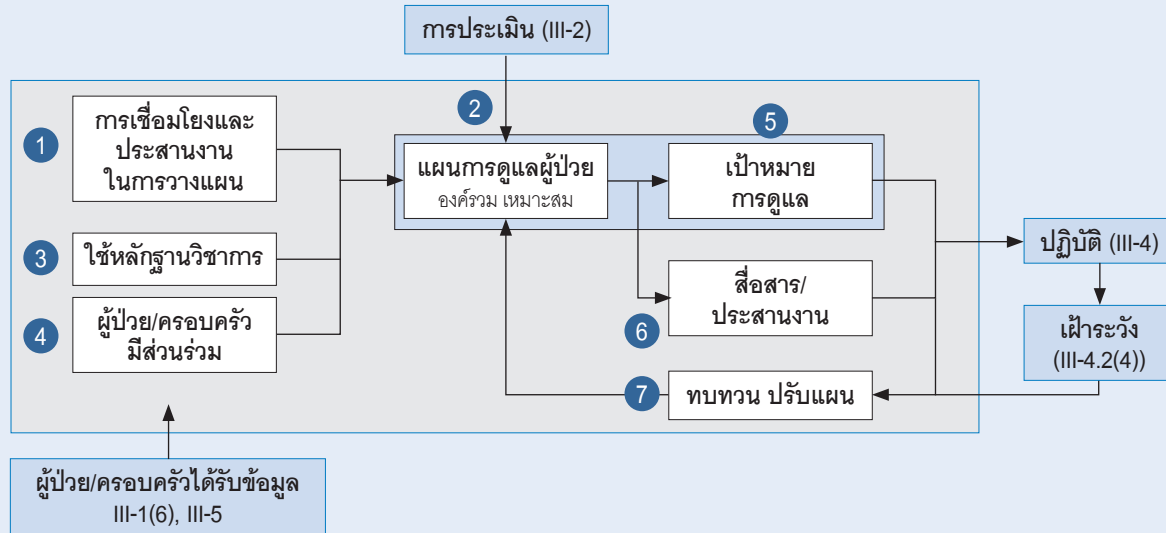 การประเมิน (III-2)
1
การเชื่อมโยงและ
ประสานงาน
ในการวางแผน
2
แผนการดูแลผู้ป่วย
องค์รวม เหมาะสม
5
เป้าหมาย
การดูแล
3
ใช้หลักฐานวิชาการ
4
ผู้ป่วย/ครอบครัว
มีส่วนร่วม
6
สื่อสาร/
ประสานงาน
7
ทบทวน ปรับแผน
ปฏิบัติ (III-4)
เฝ้าระวัง
(III-4.2(4))
ผู้ป่วย/ครอบครัวได้รับข้อมูล
III-1(6), III-5